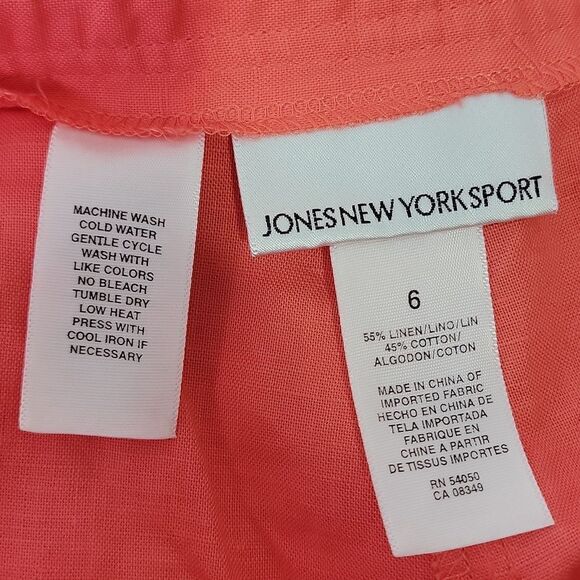 MACHINE WASH
COLD WATER
GENTLE CYCLE
WASH WITH
LIKE COLORS
NO BLEACH
TUMBLE DRY
LOW HEAT
PRESS WITH
COOL IRON IF
NECESSARY
JONES NEW YORK SPORT
6
55% LINEN/LINO/LIN
45% COTTON/
ALGODON/COTON
MADE IN CHINA OF
IMPORTED FABRIC
HECHO EN CHINA DE
TELA IMPORTADA
FABRIQUE EN
CHINE A PARTIR
DE TISSUS IMPORTES
RN 54050
CA 08349